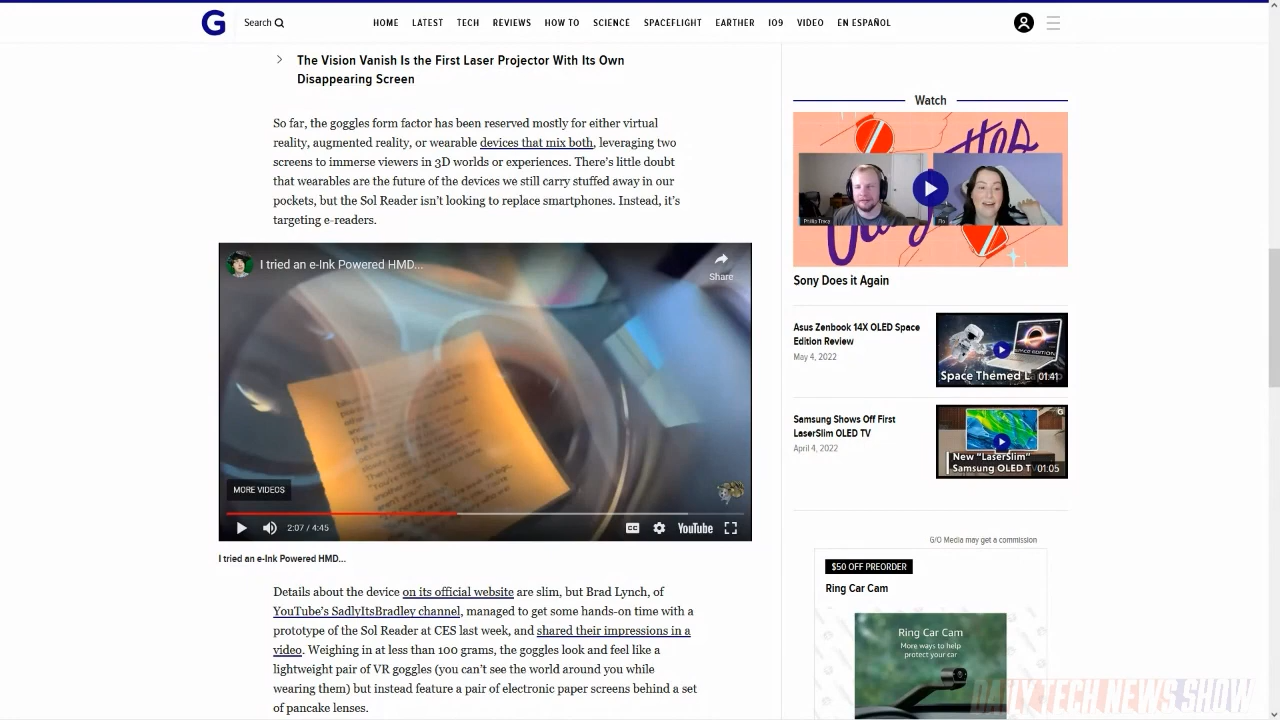 G
Search
HOME LATEST TECH REVIEWS HOW TO SCIENCE SPACEFLIGHT EARTHER IO9 VIDEO EN ESPAÑOL
The Vision Vanish Is the First Laser Projector With Its Own
Disappearing Screen
So far, the goggles form factor has been reserved mostly for either virtual
reality, augmented reality, or wearable devices that mix both, leveraging two
screens to immerse viewers in 3D worlds or experiences. There’s little doubt
that wearables are the future of the devices we still carry stuffed away in our
pockets, but the Sol Reader isn’t looking to replace smartphones. Instead, it’s
targeting e-readers.
I tried an e-Ink Powered HMD...
Share
MORE VIDEOS
2:07 / 4:45
CC
YouTube
I tried an e-Ink Powered HMD...
Details about the device on its official website are slim, but Brad Lynch, of
YouTube’s SadlyItsBradley channel, managed to get some hands-on time with a
prototype of the Sol Reader at CES last week, and shared their impressions in a
video. Weighing in at less than 100 grams, the goggles look and feel like a
lightweight pair of VR goggles (you can’t see the world around you while
wearing them) but instead feature a pair of electronic paper screens behind a set
of pancake lenses.
Watch
Sony Does it Again
Asus Zenbook 14X OLED Space
Edition Review
May 4, 2022
SPACE EDITION
Space Themed
01:41
Samsung Shows Off First
LaserSlim OLED TV
April 4, 2022
New "LaserSlim"
Samsung OLED TV
01:05
G/O Media may get a commission
$50 OFF PREORDER
Ring Car Cam
Ring Car Cam
More ways to help
protect your car
DAILY TECH NEWS SHOW